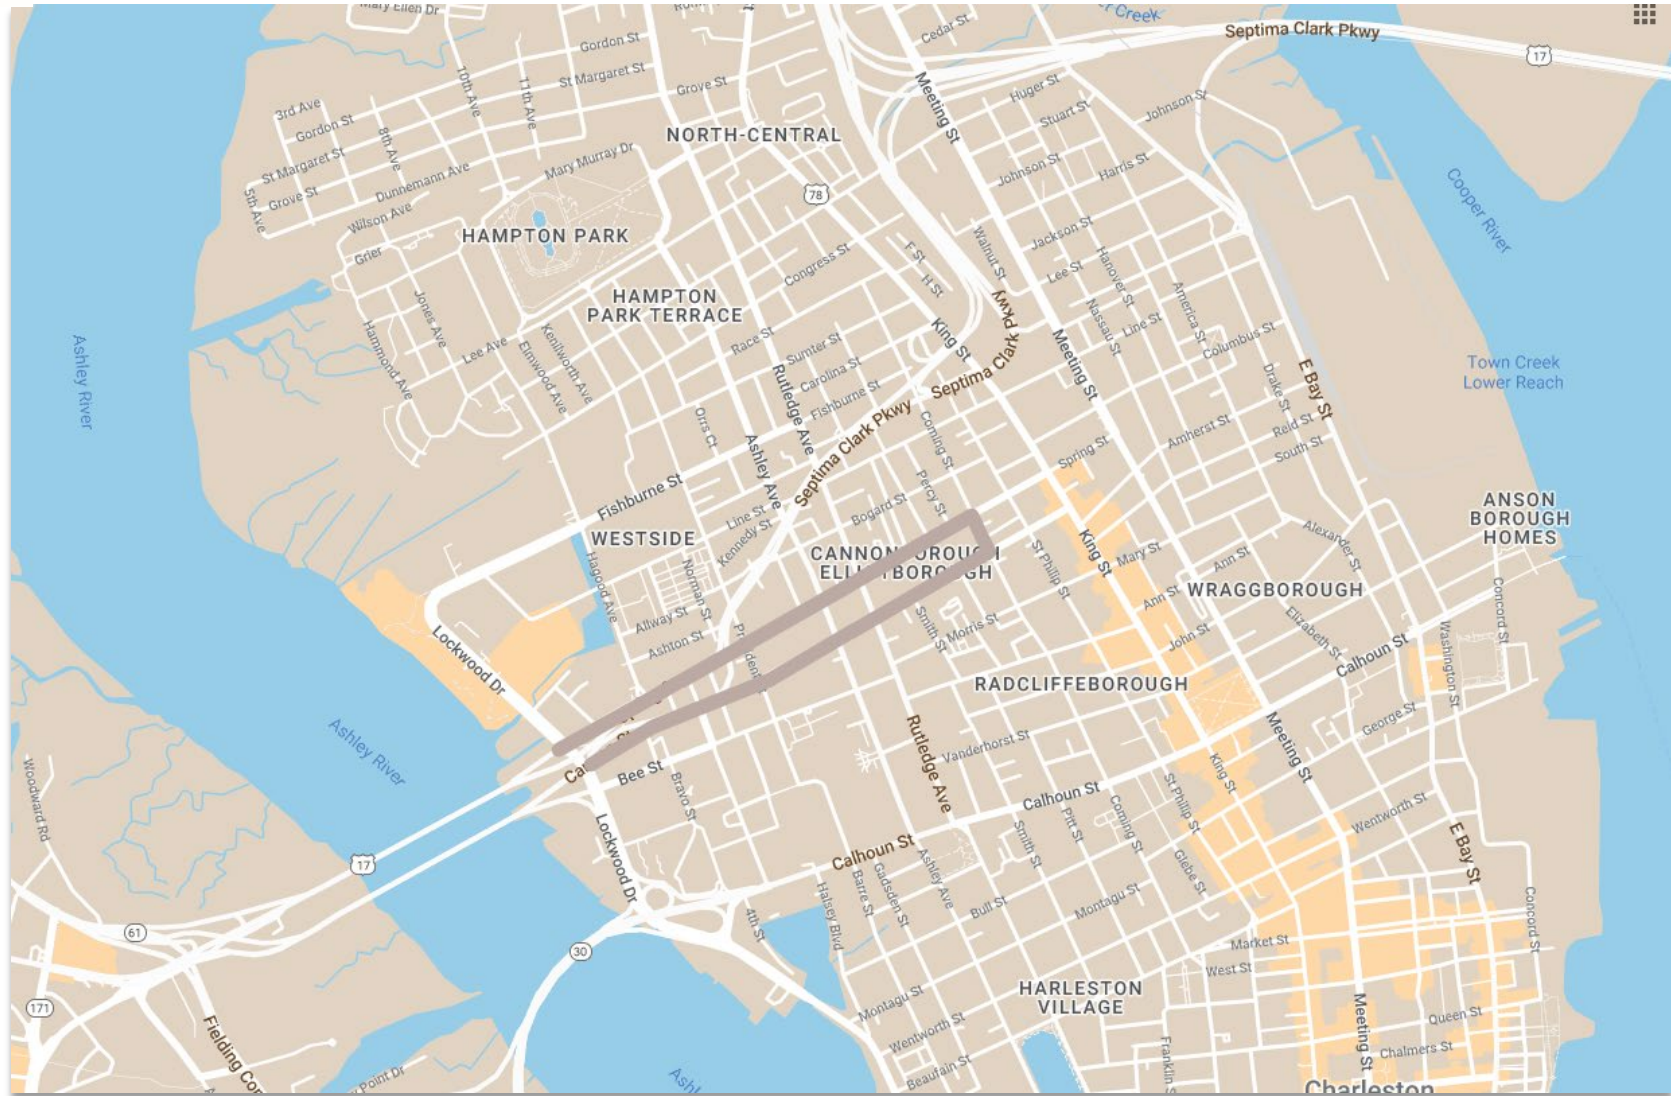 Mary Ellen Dr
Cedar St
Septima Clark Pkwy
17
Gordon St
St Margaret St
Grove St
10th Ave
11th Ave
Meeting St
Huger St
Stuart St
Johnson St
3rd Ave
Gordon St
8th Ave
St Margaret St
Grove St
5th Ave
Dunnemann Ave
Mary Murray Dr
NORTH-CENTRAL
78
Johnson St
Harris St
Cooper River
Wilson Ave
Grier
HAMPTON PARK
Walnut St
Jackson St
Lee St
Hanover St
Congress St
F St
H St
HAMPTON
PARK TERRACE
Jones Ave
Hammond Ave
Lee Ave
Elmwood Ave
Kenilworth Ave
Race St
Sumter St
Carolina St
Fishburne St
King St
Septima Clark Pkwy
Septima Clark Pkwy
Nassau St
Line St
America St
Columbus St
Meeting St
Drake St
E Bay St
Town Creek
Lower Reach
Ashley River
Orrs Ct
Rutledge Ave
Ashley Ave
Septima Clark Pkwy
Coming St
Spring St
Amherst St
Reid St
South St
Fishburne St
Line St
Kennedy St
Bogard St
Percy St
WESTSIDE
ANSON
BOROUGH
HOMES
Alexander St
King St
Mary St
Ann St
Ann St
WRAGGBOROUGH
St Philip St
Hagood Ave
Norman St
Allway St
Ashton St
Smith St
Morris St
John St
Elizabeth St
Calhoun St
Washington St
Concord St
Lockwood Dr
RADCLIFFEBOROUGH
George St
Meeting St
Ashley River
Bee St
Bravo St
Rutledge Ave
Vanderhorst St
Calhoun St
King St
St Philip St
Woodward Rd
17
Lockwood Dr
Calhoun St
Smith St
Pitt St
Coming St
Glebe St
Wentworth St
E Bay St
Ashley Ave
Gadsden St
Barre St
Halsey Blvd
4th St
Bull St
Montagu St
Concord St
61
30
Market St
West St
171
HARLESTON
VILLAGE
Montagu St
Wentworth St
Beaufain St
Meeting St
Queen St
Chalmers St
Point Dr
Charleston